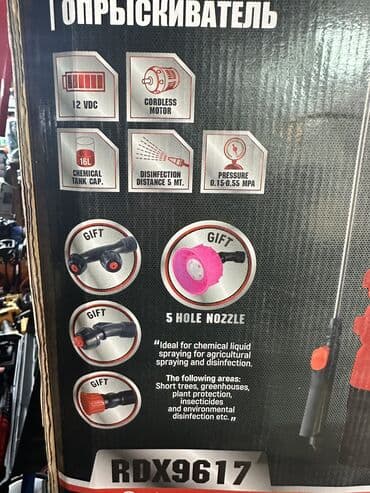 ОПРЫСКИВАТЕЛЬ
12 VDC
CORDLESS
MOTOR
16L
CHEMICAL
TANK CAP.
DISINFECTION
DISTANCE 5 MT.
PRESSURE
0.15-0.55 MPA
GIFT
GIFT
5 HOLE NOZZLE
GIFT
"Ideal for chemical liquid
spraying for agricultural
spraying and disinfection.
GIFT
The following areas:
Short trees, greenhouses,
plant protection,
insecticides
and environmental
disinfection etc."
RDX9617